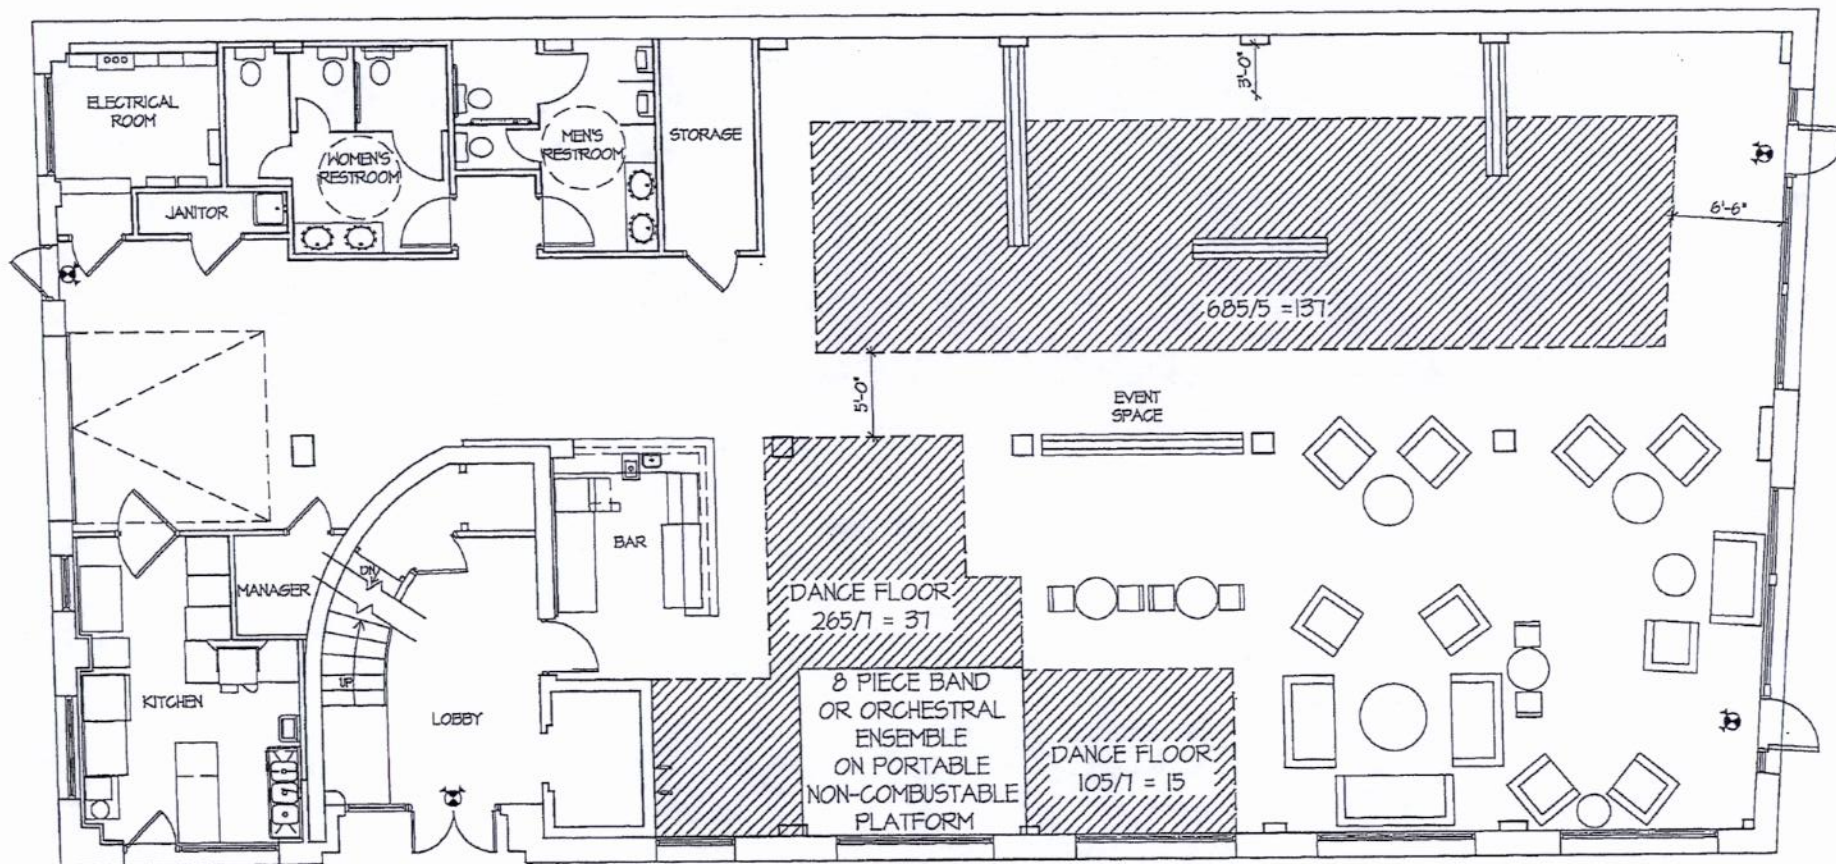 ELECTRICAL
ROOM
WOMEN'S
RESTROOM
MEN'S
RESTROOM
STORAGE
JANITOR
3'-0"
6'-6"
685/5 =137
5'-0"
EVENT
SPACE
BAR
DN
MANAGER
UP
KITCHEN
LOBBY
DANCE FLOOR
265/7 = 37
8 PIECE BAND
OR ORCHESTRAL
ENSEMBLE
ON PORTABLE
NON-COMBUSTABLE
PLATFORM
DANCE FLOOR
105/7 = 15